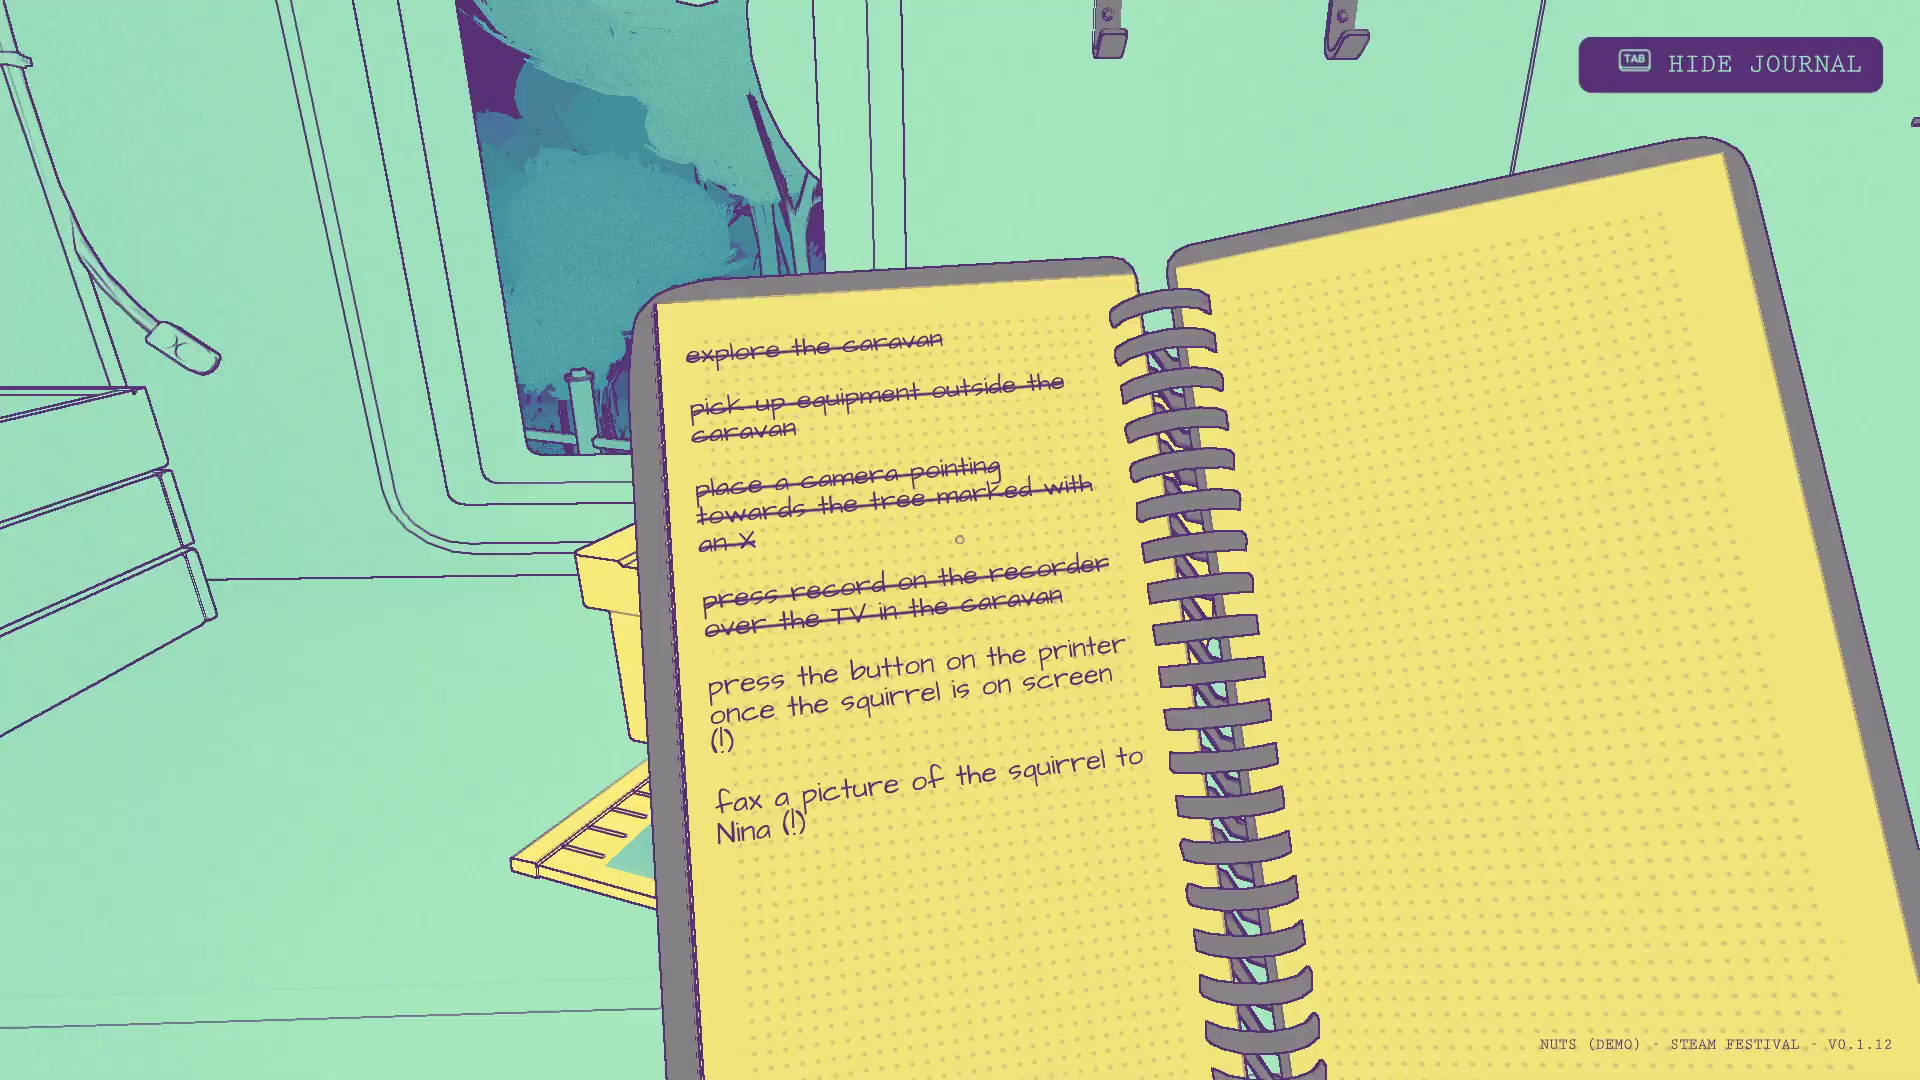 TAB HIDE JOURNAL
explore the caravan
pick up equipment outside the
caravan
place a camera pointing
towards the tree marked with
an X
press record on the recorder
over the TV in the caravan
press the button on the printer
once the squirrel is on screen
(!)
fax a picture of the squirrel to
Nina (!)
NUTS (DEMO) - STEAM FESTIVAL - V0.1.12